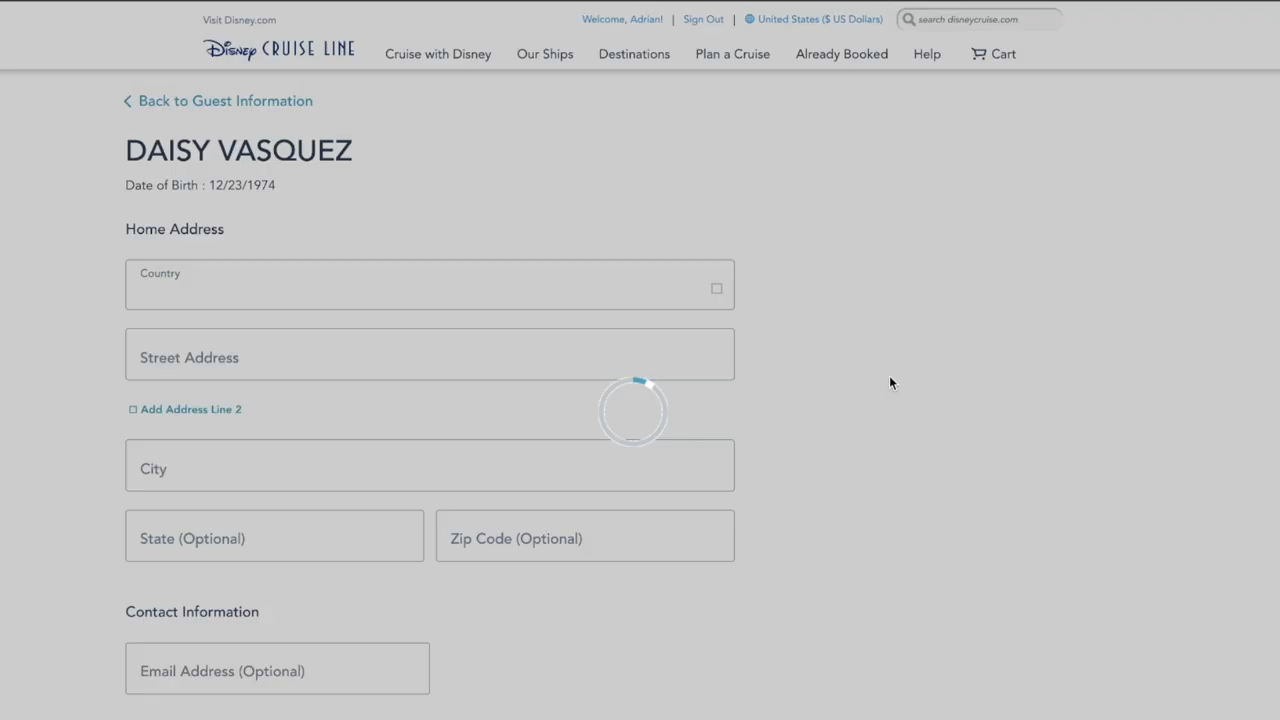 Visit Disney.com
Welcome, Adrian! | Sign Out | United States ($ US Dollars)
search disneycruise.com
Disney CRUISE LINE
Cruise with Disney
Our Ships
Destinations
Plan a Cruise
Already Booked
Help
Cart
Back to Guest Information
DAISY VASQUEZ
Date of Birth : 12/23/1974
Home Address
Country
Street Address
Add Address Line 2
City
State (Optional)
Zip Code (Optional)
Contact Information
Email Address (Optional)